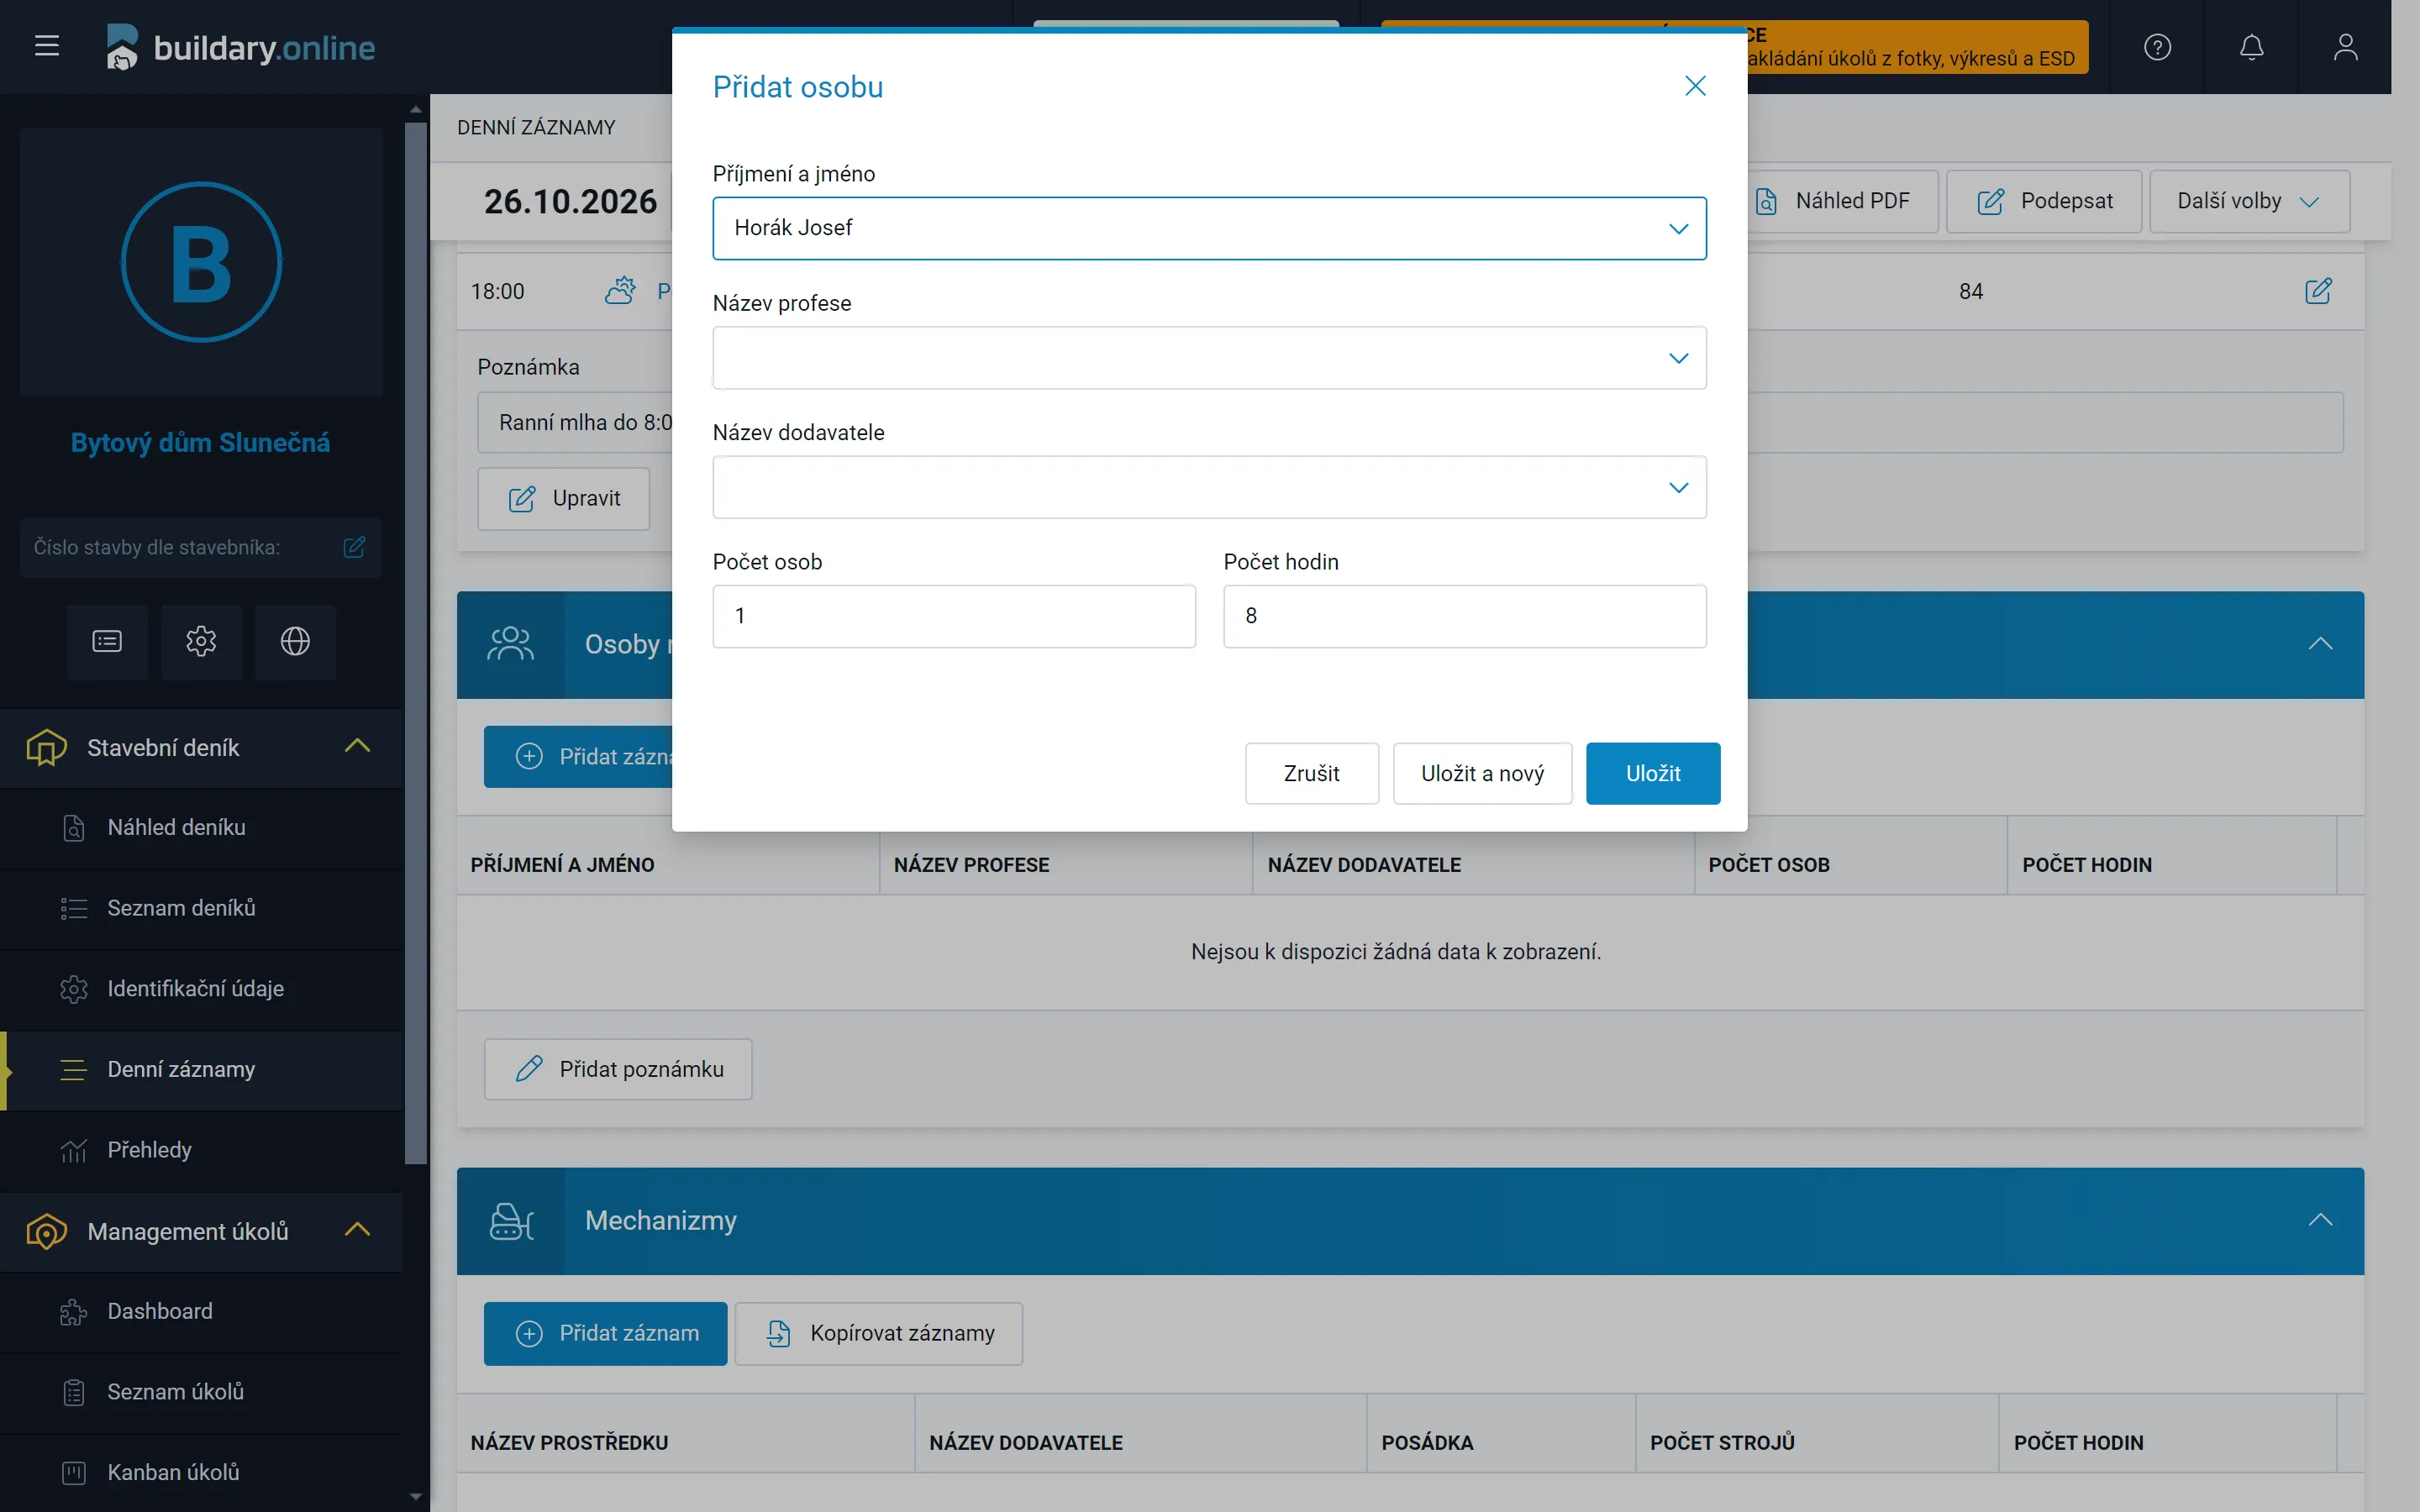 buildary.online
CE
akládání úkolů z fotky, výkresů a ESD
B
Bytový dům Slunečná
Číslo stavby dle stavebníka:
Stavební deník
Náhled deníku
Seznam deníků
Identifikační údaje
Denní záznamy
Přehledy
Management úkolů
Dashboard
Seznam úkolů
Kanban úkolů
DENNÍ ZÁZNAMY
26.10.2026
Náhled PDF
Podepsat
Další volby
18:00
P
84
Poznámka
Ranní mlha do 8:0
Upravit
Přidat osobu
Příjmení a jméno
Horák Josef
Název profese
Název dodavatele
Počet osob
Počet hodin
1
8
Zrušit
Uložit a nový
Uložit
Osoby
Přidat zázna
PŘÍJMENÍ A JMÉNO
NÁZEV PROFESE
NÁZEV DODAVATELE
POČET OSOB
POČET HODIN
Nejsou k dispozici žádná data k zobrazení.
Přidat poznámku
Mechanizmy
Přidat záznam
Kopírovat záznamy
NÁZEV PROSTŘEDKU
NÁZEV DODAVATELE
POSÁDKA
POČET STROJŮ
POČET HODIN